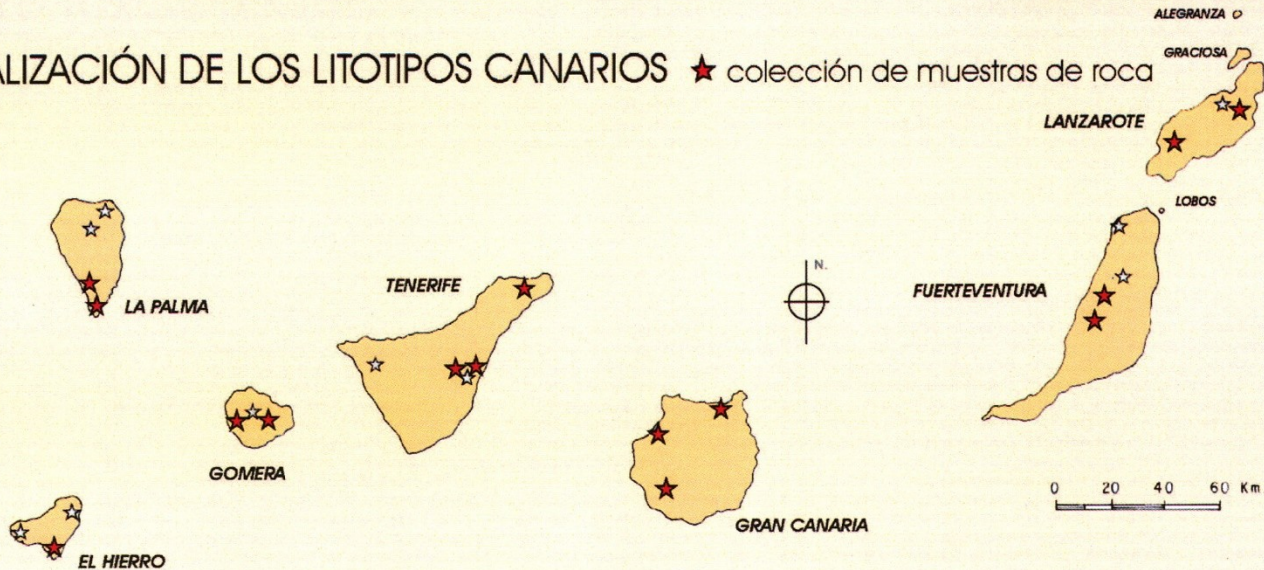 ALIZACIÓN DE LOS LITOTIPOS CANARIOS ★ colección de muestras de roca
ALEGRANZA
GRACIOSA
LANZAROTE
LOBOS
N.
TENERIFE
FUERTEVENTURA
LA PALMA
GOMERA
0 20 40 60 Km
GRAN CANARIA
EL HIERRO